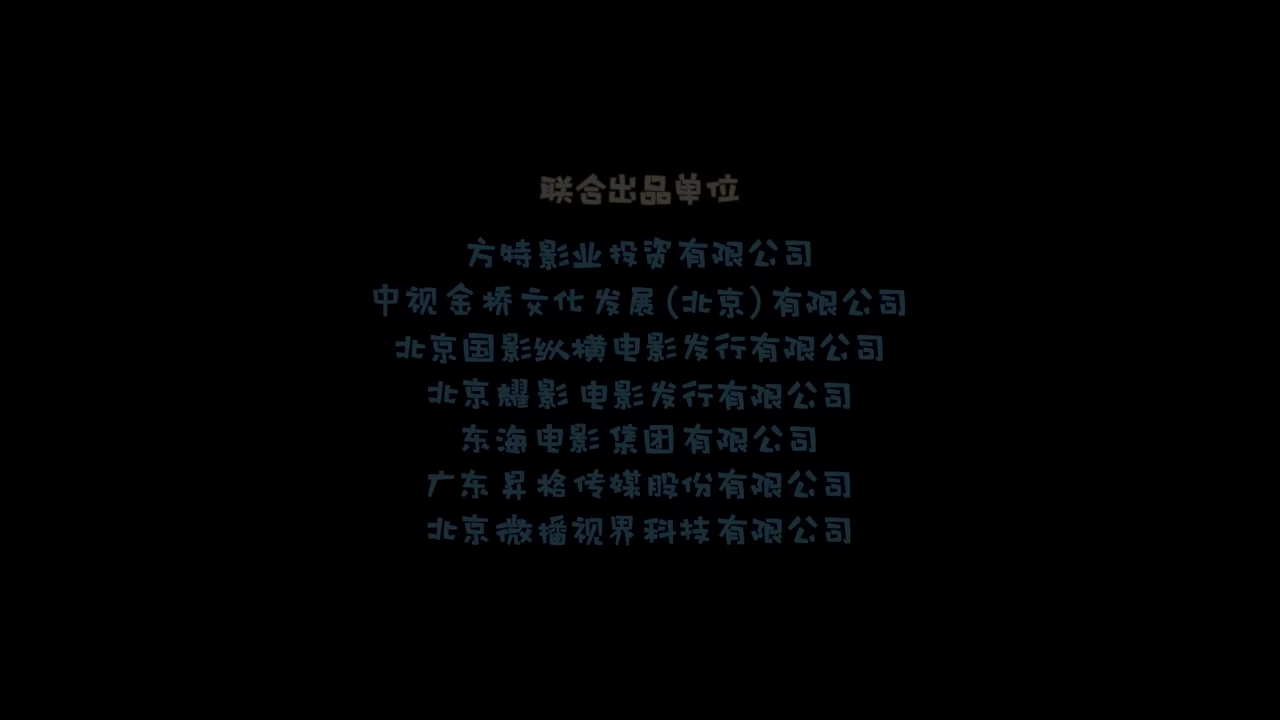 联合出品单位
方特影业投资有限公司
中视金桥文化发展(北京)有限公司
北京国影纵横电影发行有限公司
北京耀影电影发行有限公司
东海电影集团有限公司
广东昇格传媒股份有限公司
北京微播视界科技有限公司